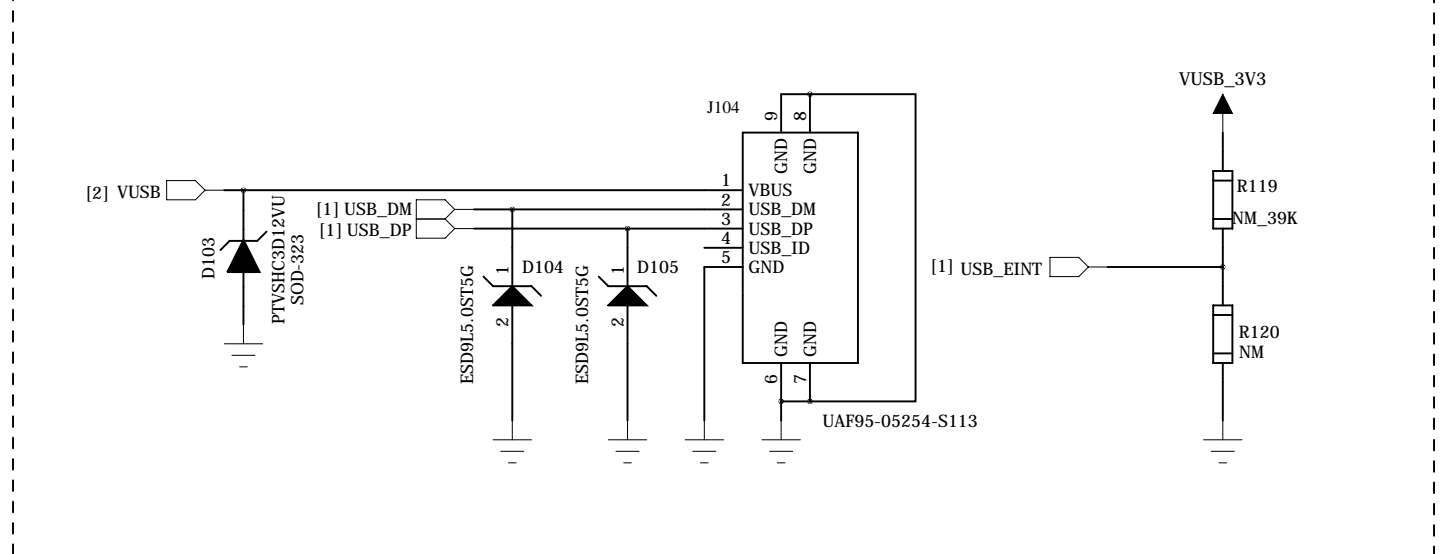 VUSB_3V3
J104
9
8
GND
GND
[2] VUSB
1
VBUS
R119
[1] USB_DM
2
USB_DM
NM_39K
[1] USB_DP
3
USB_DP
4
USB_ID
5
GND
D103
PTVSHC3D12VU
SOD-323
1
D104
2
ESD9L5.0ST5G
1
D105
2
ESD9L5.0ST5G
[1] USB_EINT
GND
GND
6
7
R120
NM
UAF95-05254-S113